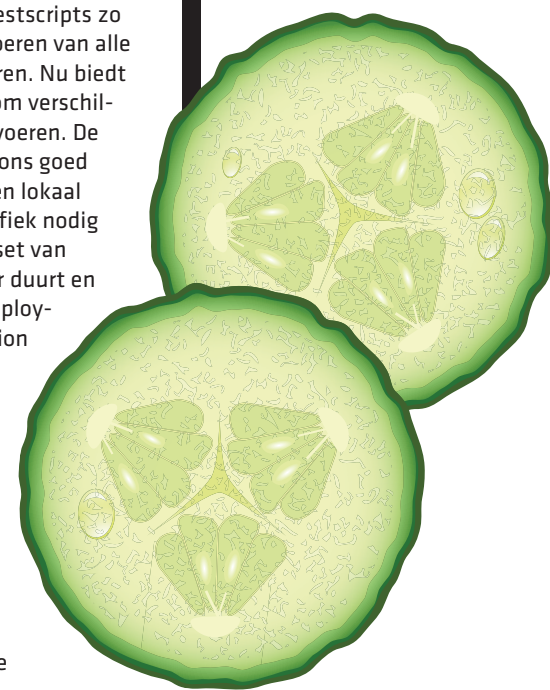 estscripts zo
oeren van alle
ren. Nu biedt
om verschil-
voeren. De
ons goed
en lokaal
fiek nodig
set van
r duurt en
ploy-
ion
e